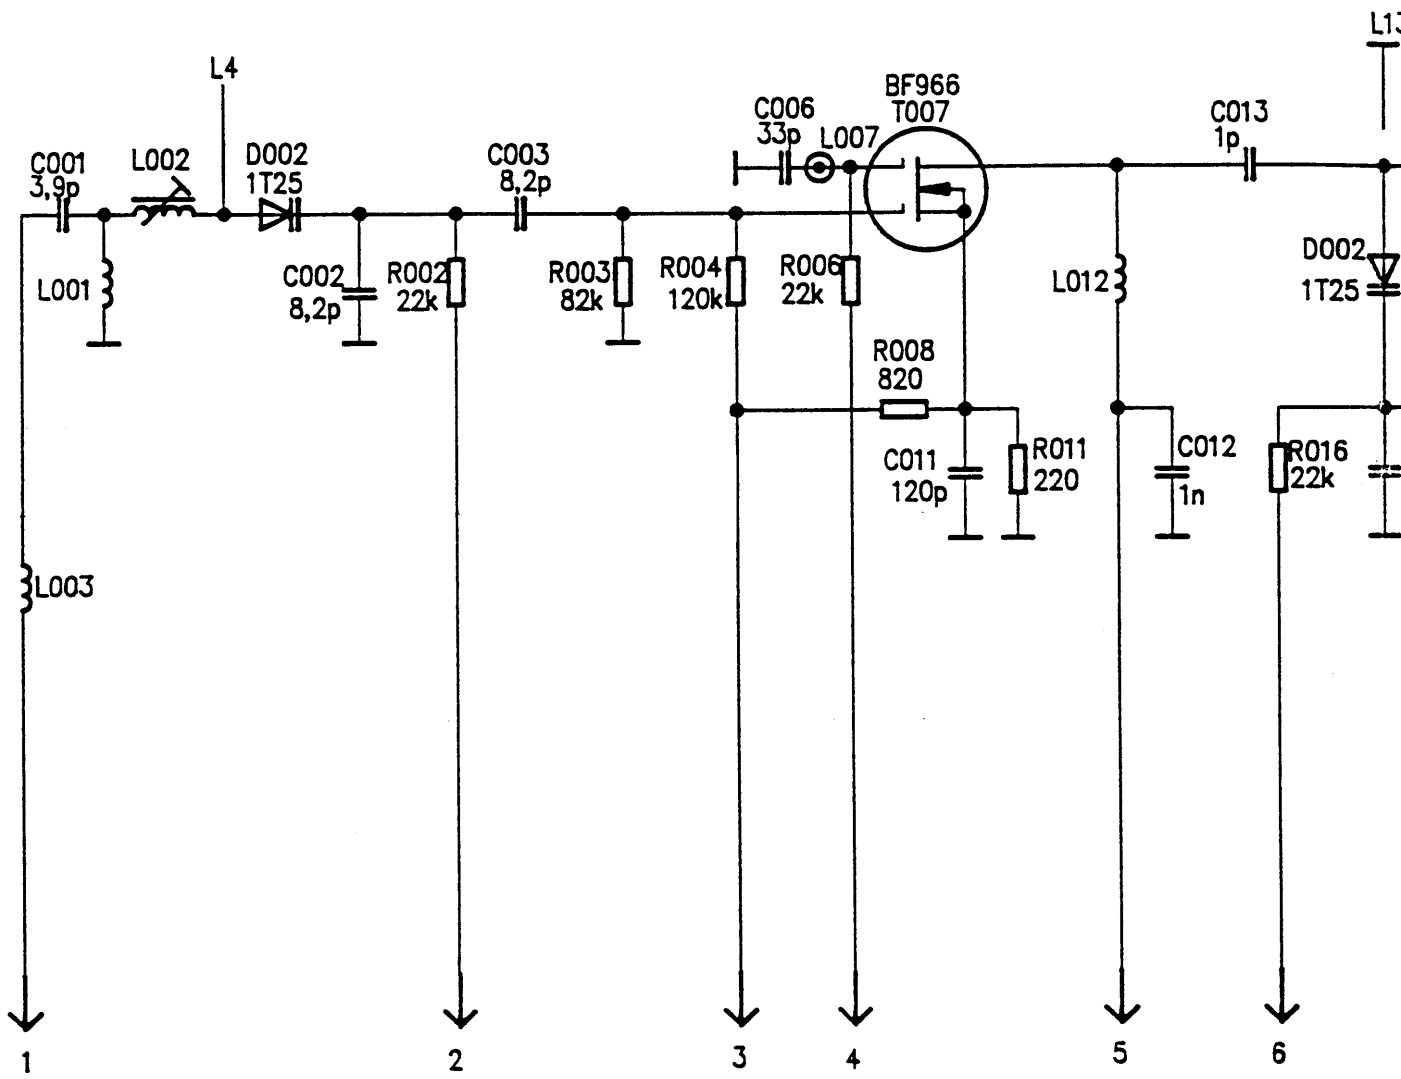 L13
L4
BF966
T007
C006
33p
L007
C013
1p
C001
3,9p
L002
D002
1T25
C003
8,2p
L001
C002
8,2p
R002
22k
R003
82k
R004
120k
R006
22k
L012
D002
1T25
R008
820
C011
120p
R011
220
C012
1n
R016
22k
L003
1
2
3
4
5
6